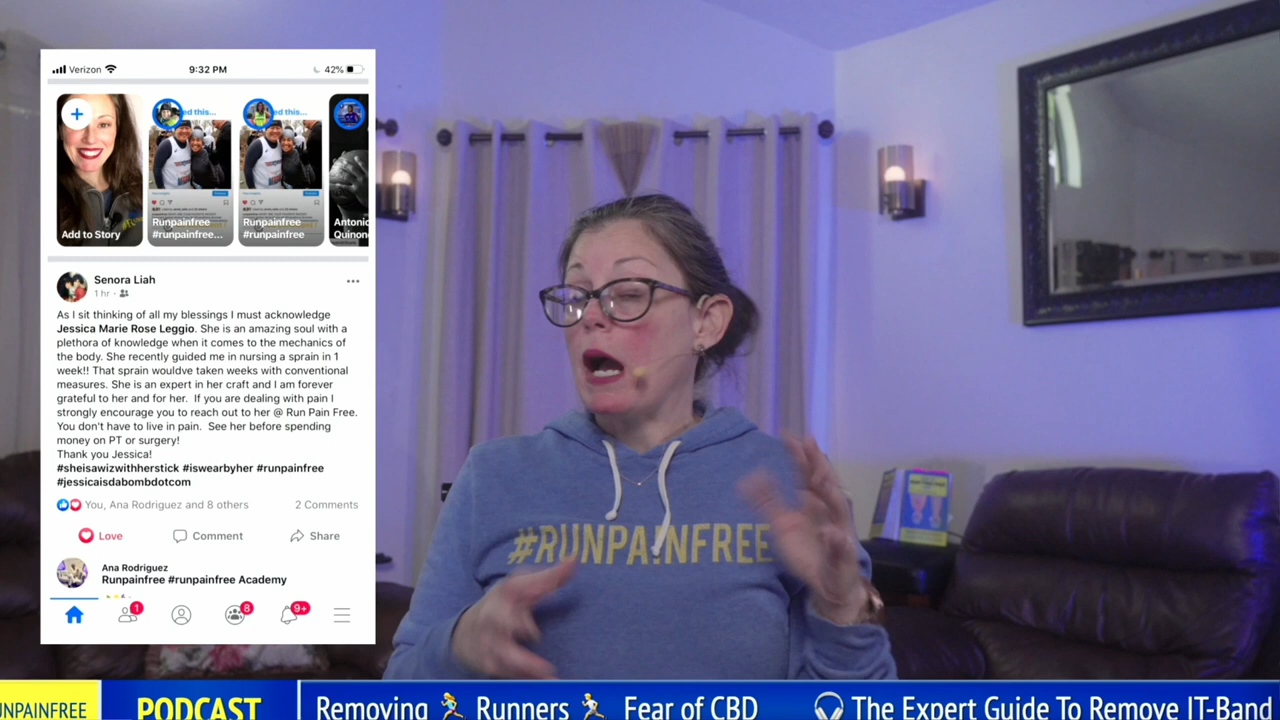 Verizon
9:32 PM
42%
ed this...
ed this...
Add to Story
Runpainfree
#runpainfree...
Runpainfree
#runpainfree
Antonio
Quinon
Senora Liah
1 hr ·
As I sit thinking of all my blessings I must acknowledge
Jessica Marie Rose Leggio. She is an amazing soul with a
plethora of knowledge when it comes to the mechanics of
the body. She recently guided me in nursing a sprain in 1
week!! That sprain wouldve taken weeks with conventional
measures. She is an expert in her craft and I am forever
grateful to her and for her. If you are dealing with pain I
strongly encourage you to reach out to her @ Run Pain Free.
You don't have to live in pain. See her before spending
money on PT or surgery!
Thank you Jessica!
#sheisawizwithherstick #iswearbyher #runpainfree
#jessicaisdabombdotcom
You, Ana Rodriguez and 8 others
2 Comments
Love
Comment
Share
Ana Rodriguez
Runpainfree #runpainfree Academy
1
8
9+
#RUNPAINFREE
UNPAINFREE
PODCAST
Removing Runners Fear of CBD
The Expert Guide To Remove IT-Band